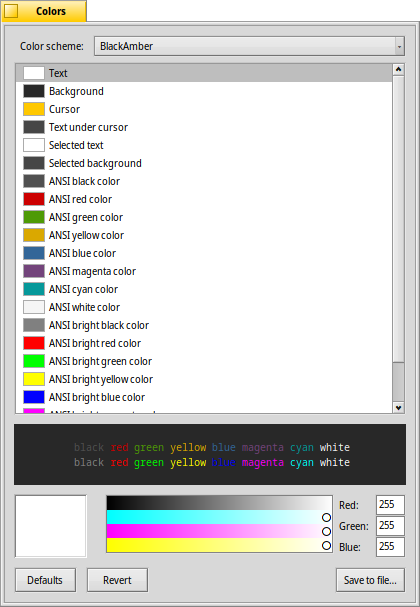 Colors
Color scheme: BlackAmber
Text
Background
Cursor
Text under cursor
Selected text
Selected background
ANSI black color
ANSI red color
ANSI green color
ANSI yellow color
ANSI blue color
ANSI magenta color
ANSI cyan color
ANSI white color
ANSI bright black color
ANSI bright red color
ANSI bright green color
ANSI bright yellow color
ANSI bright blue color
black red green yellow blue magenta cyan white
black red green yellow blue magenta cyan white
Red: 255
Green: 255
Blue: 255
Defaults Revert Save to file...